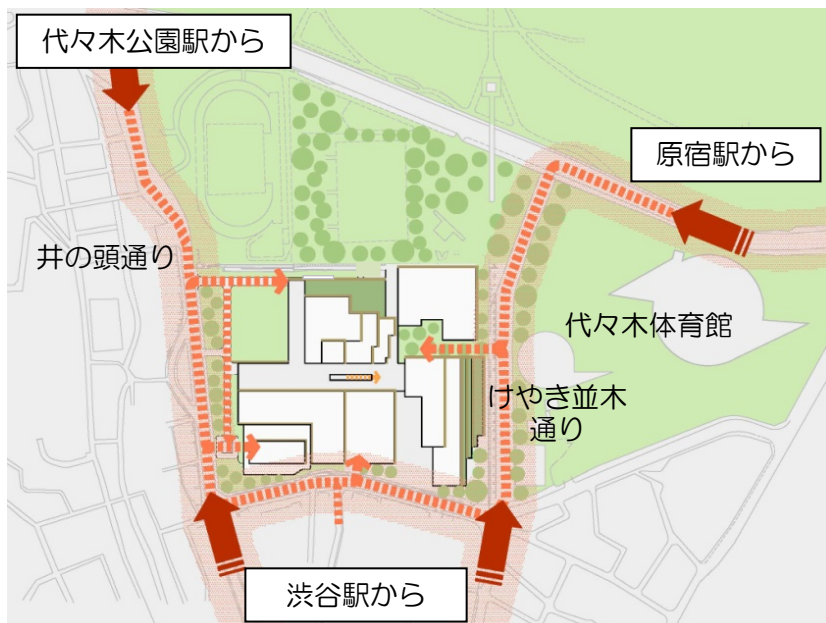 代々木公園駅から
原宿駅から
井の頭通り
代々木体育館
けやき並木
通り
渋谷駅から